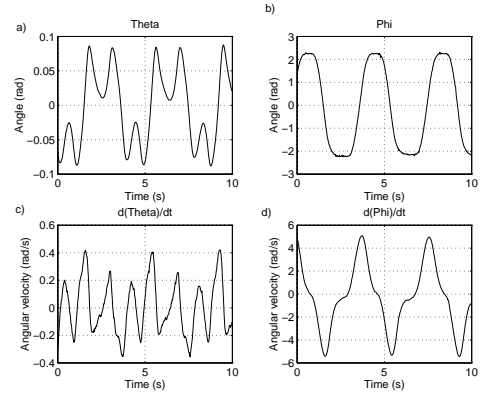 a)
Theta
Angle (rad)
0.1
0.05
0
−0.05
−0.1
0
5
10
Time (s)
b)
Phi
Angle (rad)
3
2
1
0
−1
−2
−3
0
5
10
Time (s)
c)
d(Theta)/dt
Angular velocity (rad/s)
0.6
0.4
0.2
0
−0.2
−0.4
0
5
10
Time (s)
d)
d(Phi)/dt
Angular velocity (rad/s)
6
4
2
0
−2
−4
−6
0
5
10
Time (s)